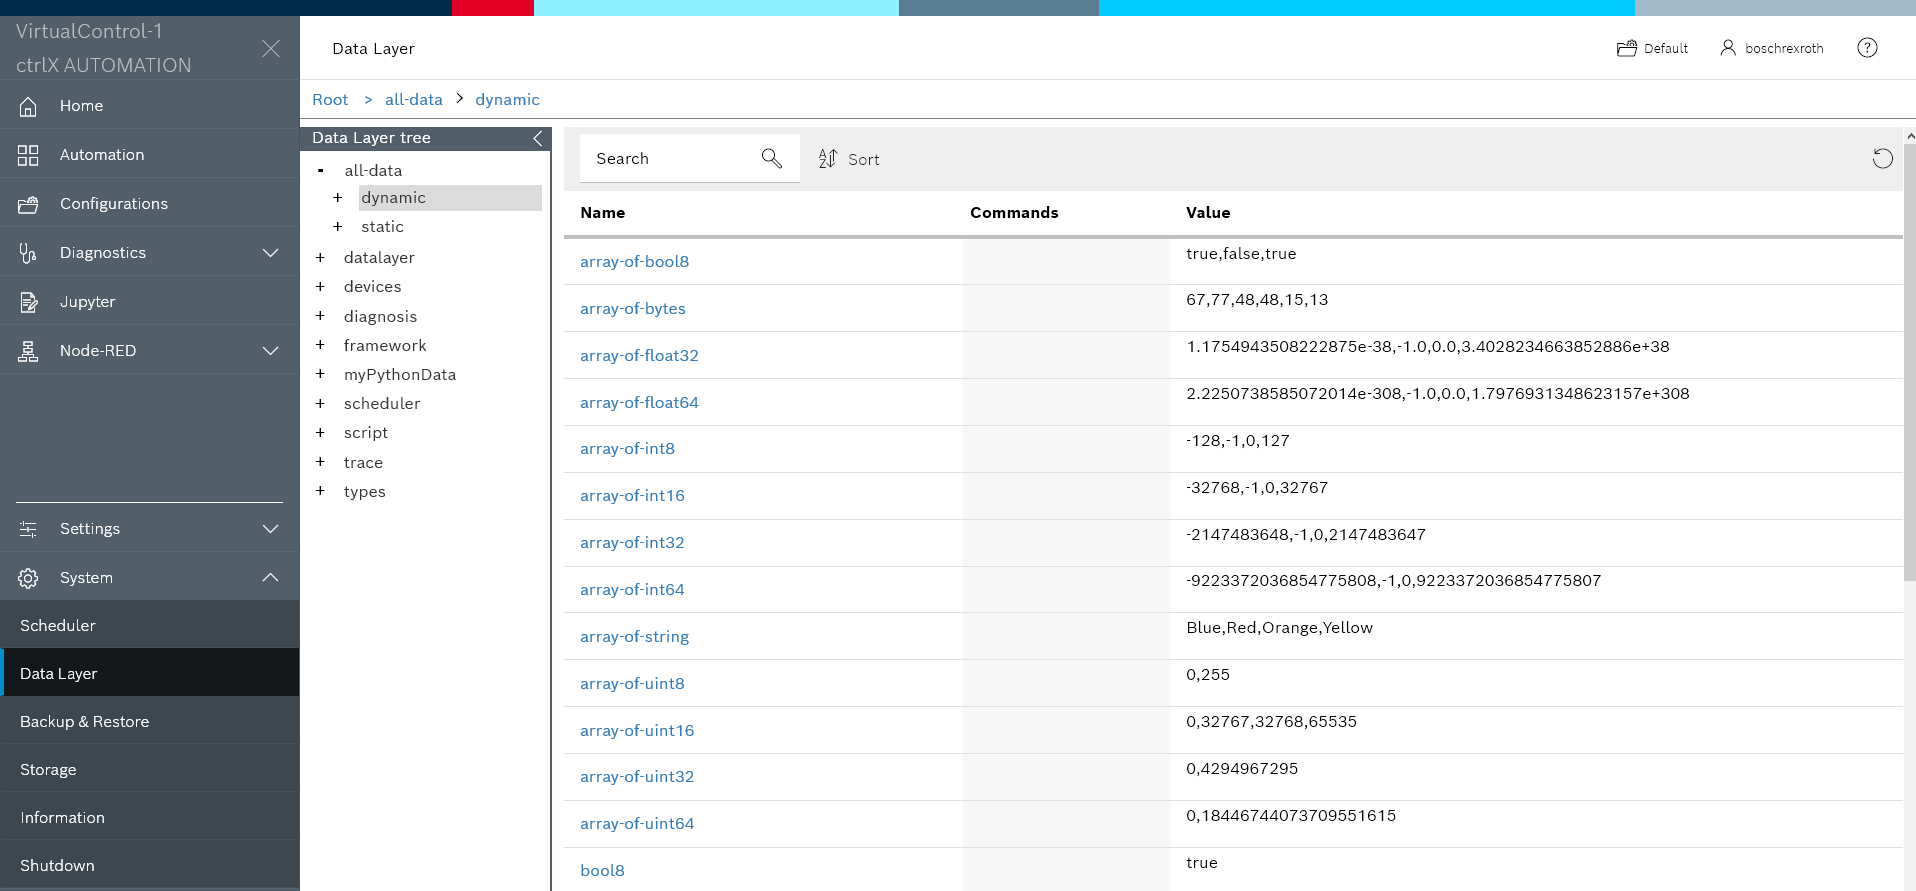 VirtualControl-1
ctrlX AUTOMATION
Home
Automation
Configurations
Diagnostics
Jupyter
Node-RED
Settings
System
Scheduler
Data Layer
Backup & Restore
Storage
Information
Shutdown
Data Layer
Default
boschrexroth
?
Root > all-data > dynamic
Data Layer tree
- all-data
+ dynamic
+ static
+ datalayer
+ devices
+ diagnosis
+ framework
+ myPythonData
+ scheduler
+ script
+ trace
+ types
Search
AZ Sort
Name Commands Value
array-of-bool8 true,false,true
array-of-bytes 67,77,48,48,15,13
array-of-float32 1.1754943508222875e-38,-1.0,0.0,3.4028234663852886e+38
array-of-float64 2.2250738585072014e-308,-1.0,0.0,1.7976931348623157e+308
array-of-int8 -128,-1,0,127
array-of-int16 -32768,-1,0,32767
array-of-int32 -2147483648,-1,0,2147483647
array-of-int64 -9223372036854775808,-1,0,9223372036854775807
array-of-string Blue,Red,Orange,Yellow
array-of-uint8 0,255
array-of-uint16 0,32767,32768,65535
array-of-uint32 0,4294967295
array-of-uint64 0,18446744073709551615
bool8 true